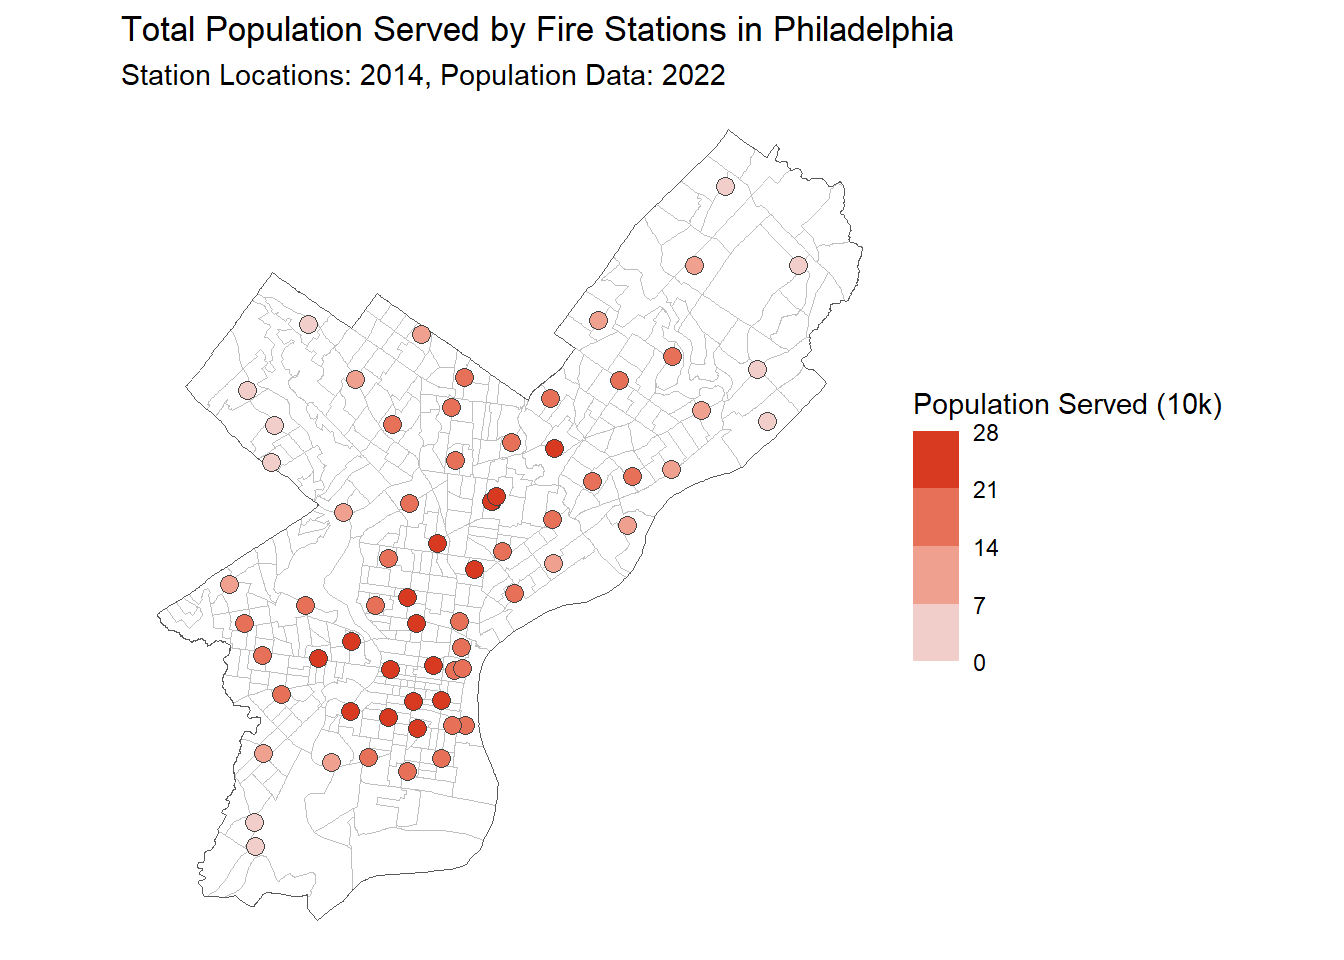 Total Population Served by Fire Stations in Philadelphia
Station Locations: 2014, Population Data: 2022
Population Served (10k)
28
21
14
7
0